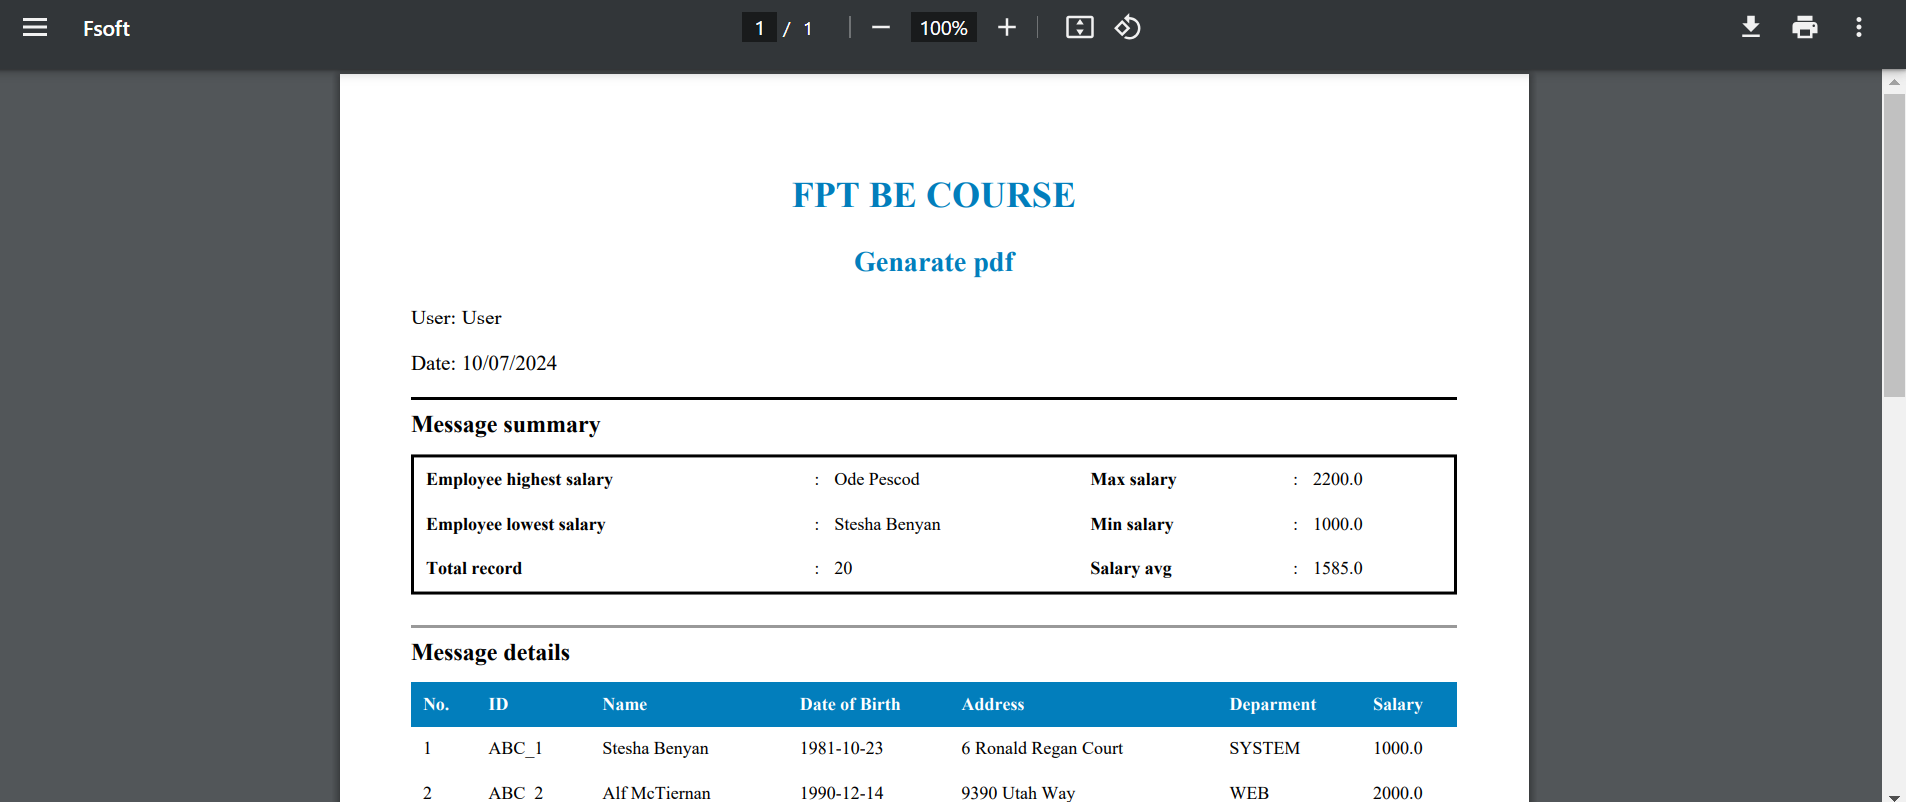 Fsoft 1 / 1 100%
FPT BE COURSE
Genarate pdf
User: User
Date: 10/07/2024
Message summary
Employee highest salary : Ode Pescod Max salary : 2200.0
Employee lowest salary : Stesha Benyan Min salary : 1000.0
Total record : 20 Salary avg : 1585.0
Message details
No. ID Name Date of Birth Address Deparment Salary
1 ABC_1 Stesha Benyan 1981-10-23 6 Ronald Regan Court SYSTEM 1000.0
2 ABC_2 Alf McTiernan 1990-12-14 9390 Utah Way WEB 2000.0